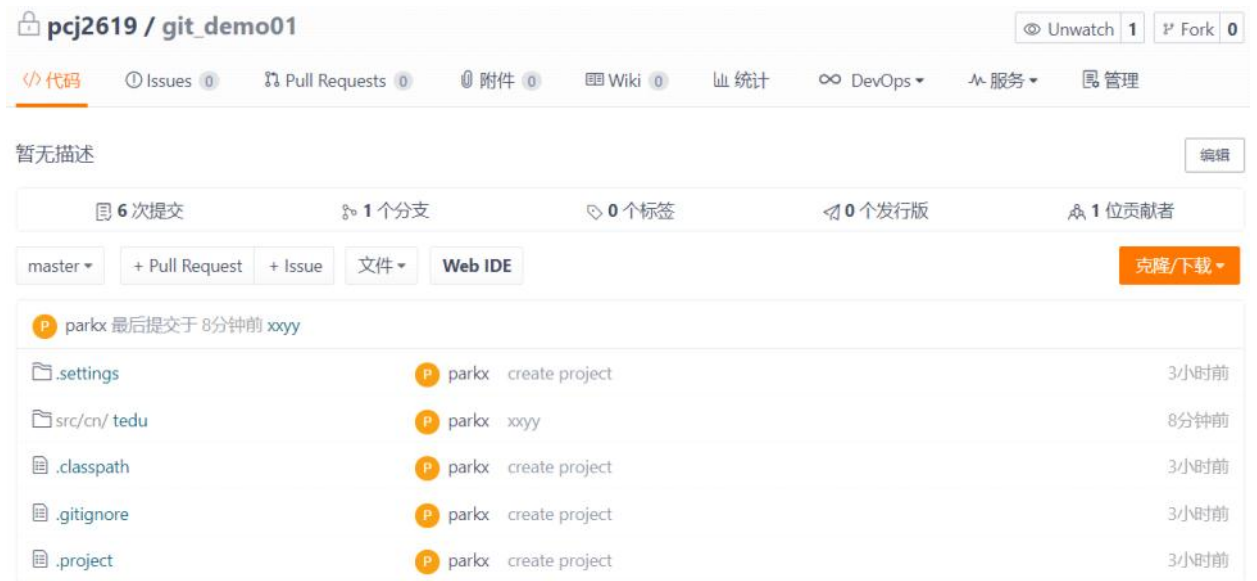 pcj2619 / git_demo01 Unwatch 1 Fork 0
代码 Issues 0 Pull Requests 0 附件 0 Wiki 0 统计 DevOps 服务 管理
暂无描述 编辑
6 次提交 1 个分支 0 个标签 0 个发行版 1 位贡献者
master + Pull Request + Issue 文件 Web IDE 克隆/下载
P parkx 最后提交于 8分钟前 xxyy
.settings P parkx create project 3小时前
src/cn/ tedu P parkx xxyy 8分钟前
.classpath P parkx create project 3小时前
.gitignore P parkx create project 3小时前
.project P parkx create project 3小时前